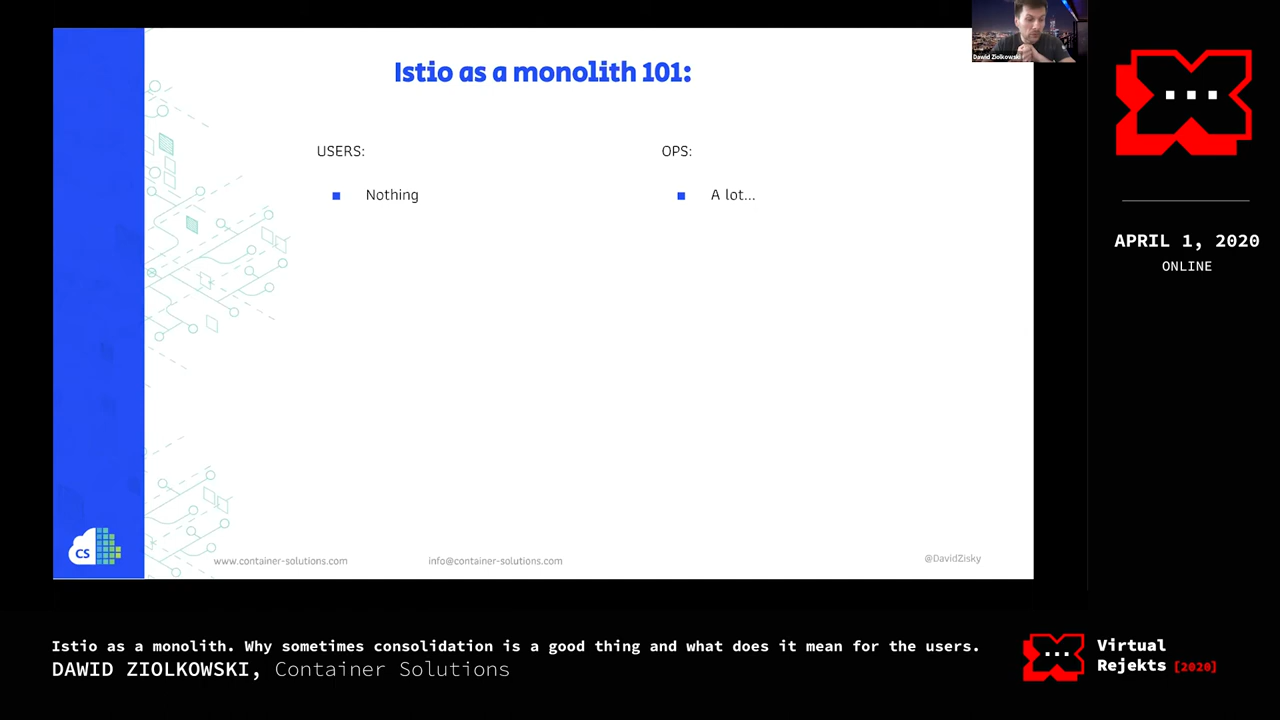 Istio as a monolith 101:
USERS:
Nothing
OPS:
A lot...
CS
www.container-solutions.com
info@container-solutions.com
@DavidZisky
Dawid Ziolkowski
APRIL 1, 2020
ONLINE
Istio as a monolith. Why sometimes consolidation is a good thing and what does it mean for the users.
DAWID ZIOLKOWSKI, Container Solutions
Virtual
Rejekts [2020]